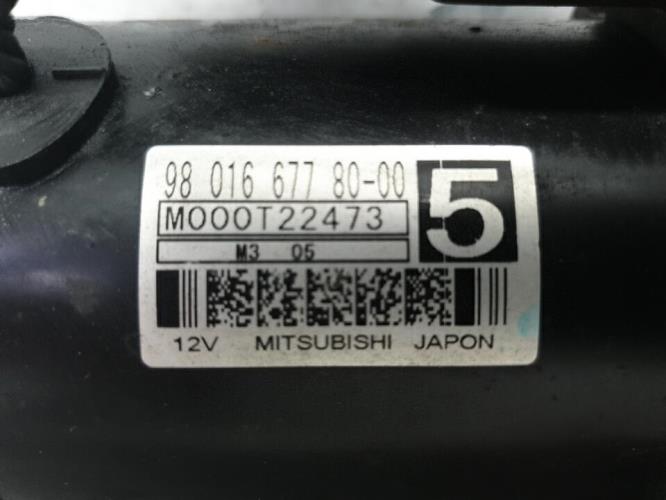 98 016 677 80-00
5
M000T22473
M3 05
12V MITSUBISHI JAPON